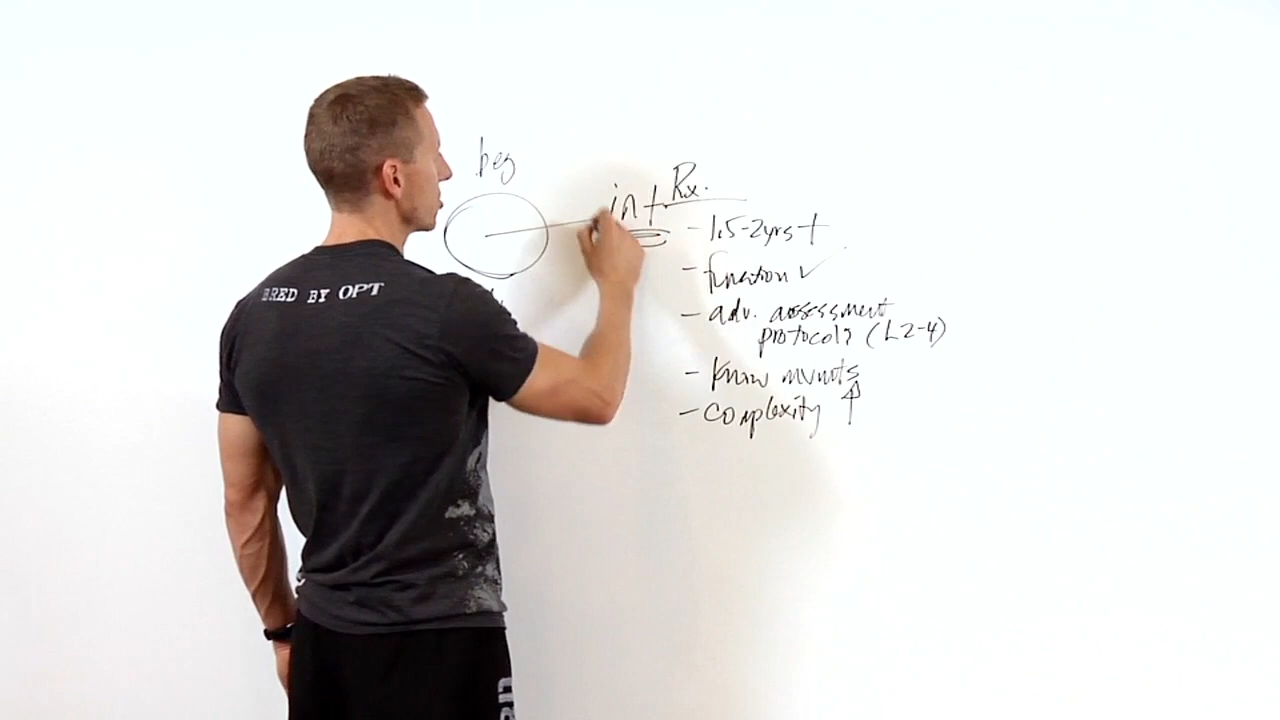 beg
int Rx.
- 1.5-2yrs +
- function ✓
- adv. assessment
protocols (L2-4)
- Know mvmts
- complexity ↑
BRED BY OPT